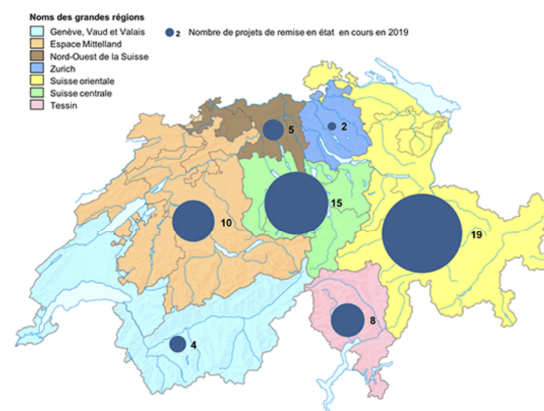 Noms des grandes régions
Genève, Vaud et Valais
Espace Mittelland
Nord-Ouest de la Suisse
Zurich
Suisse orientale
Suisse centrale
Tessin
2 Nombre de projets de remise en état en cours en 2019
5
2
15
10
19
8
4